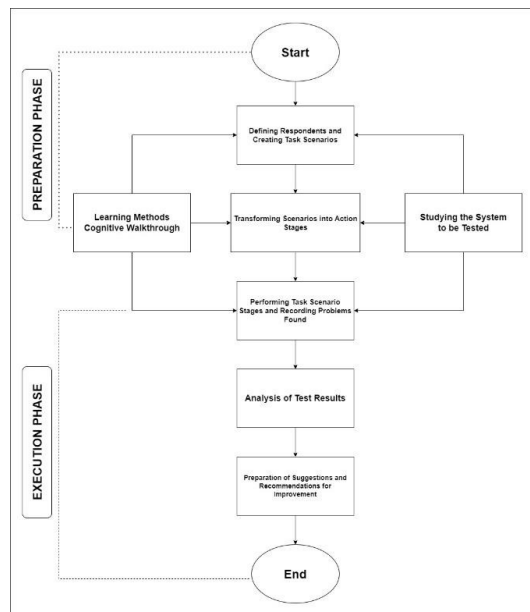 PREPARATION PHASE
Start
Defining Respondents and
Creating Task Scenarios
Learning Methods
Cognitive Walkthrough
Transforming Scenarios into Action
Stages
Studying the System
to be Tested
Performing Task Scenario
Stages and Recording Problems
Found
EXECUTION PHASE
Analysis of Test Results
Preparation of Suggestions and
Recommendations for
Improvement
End